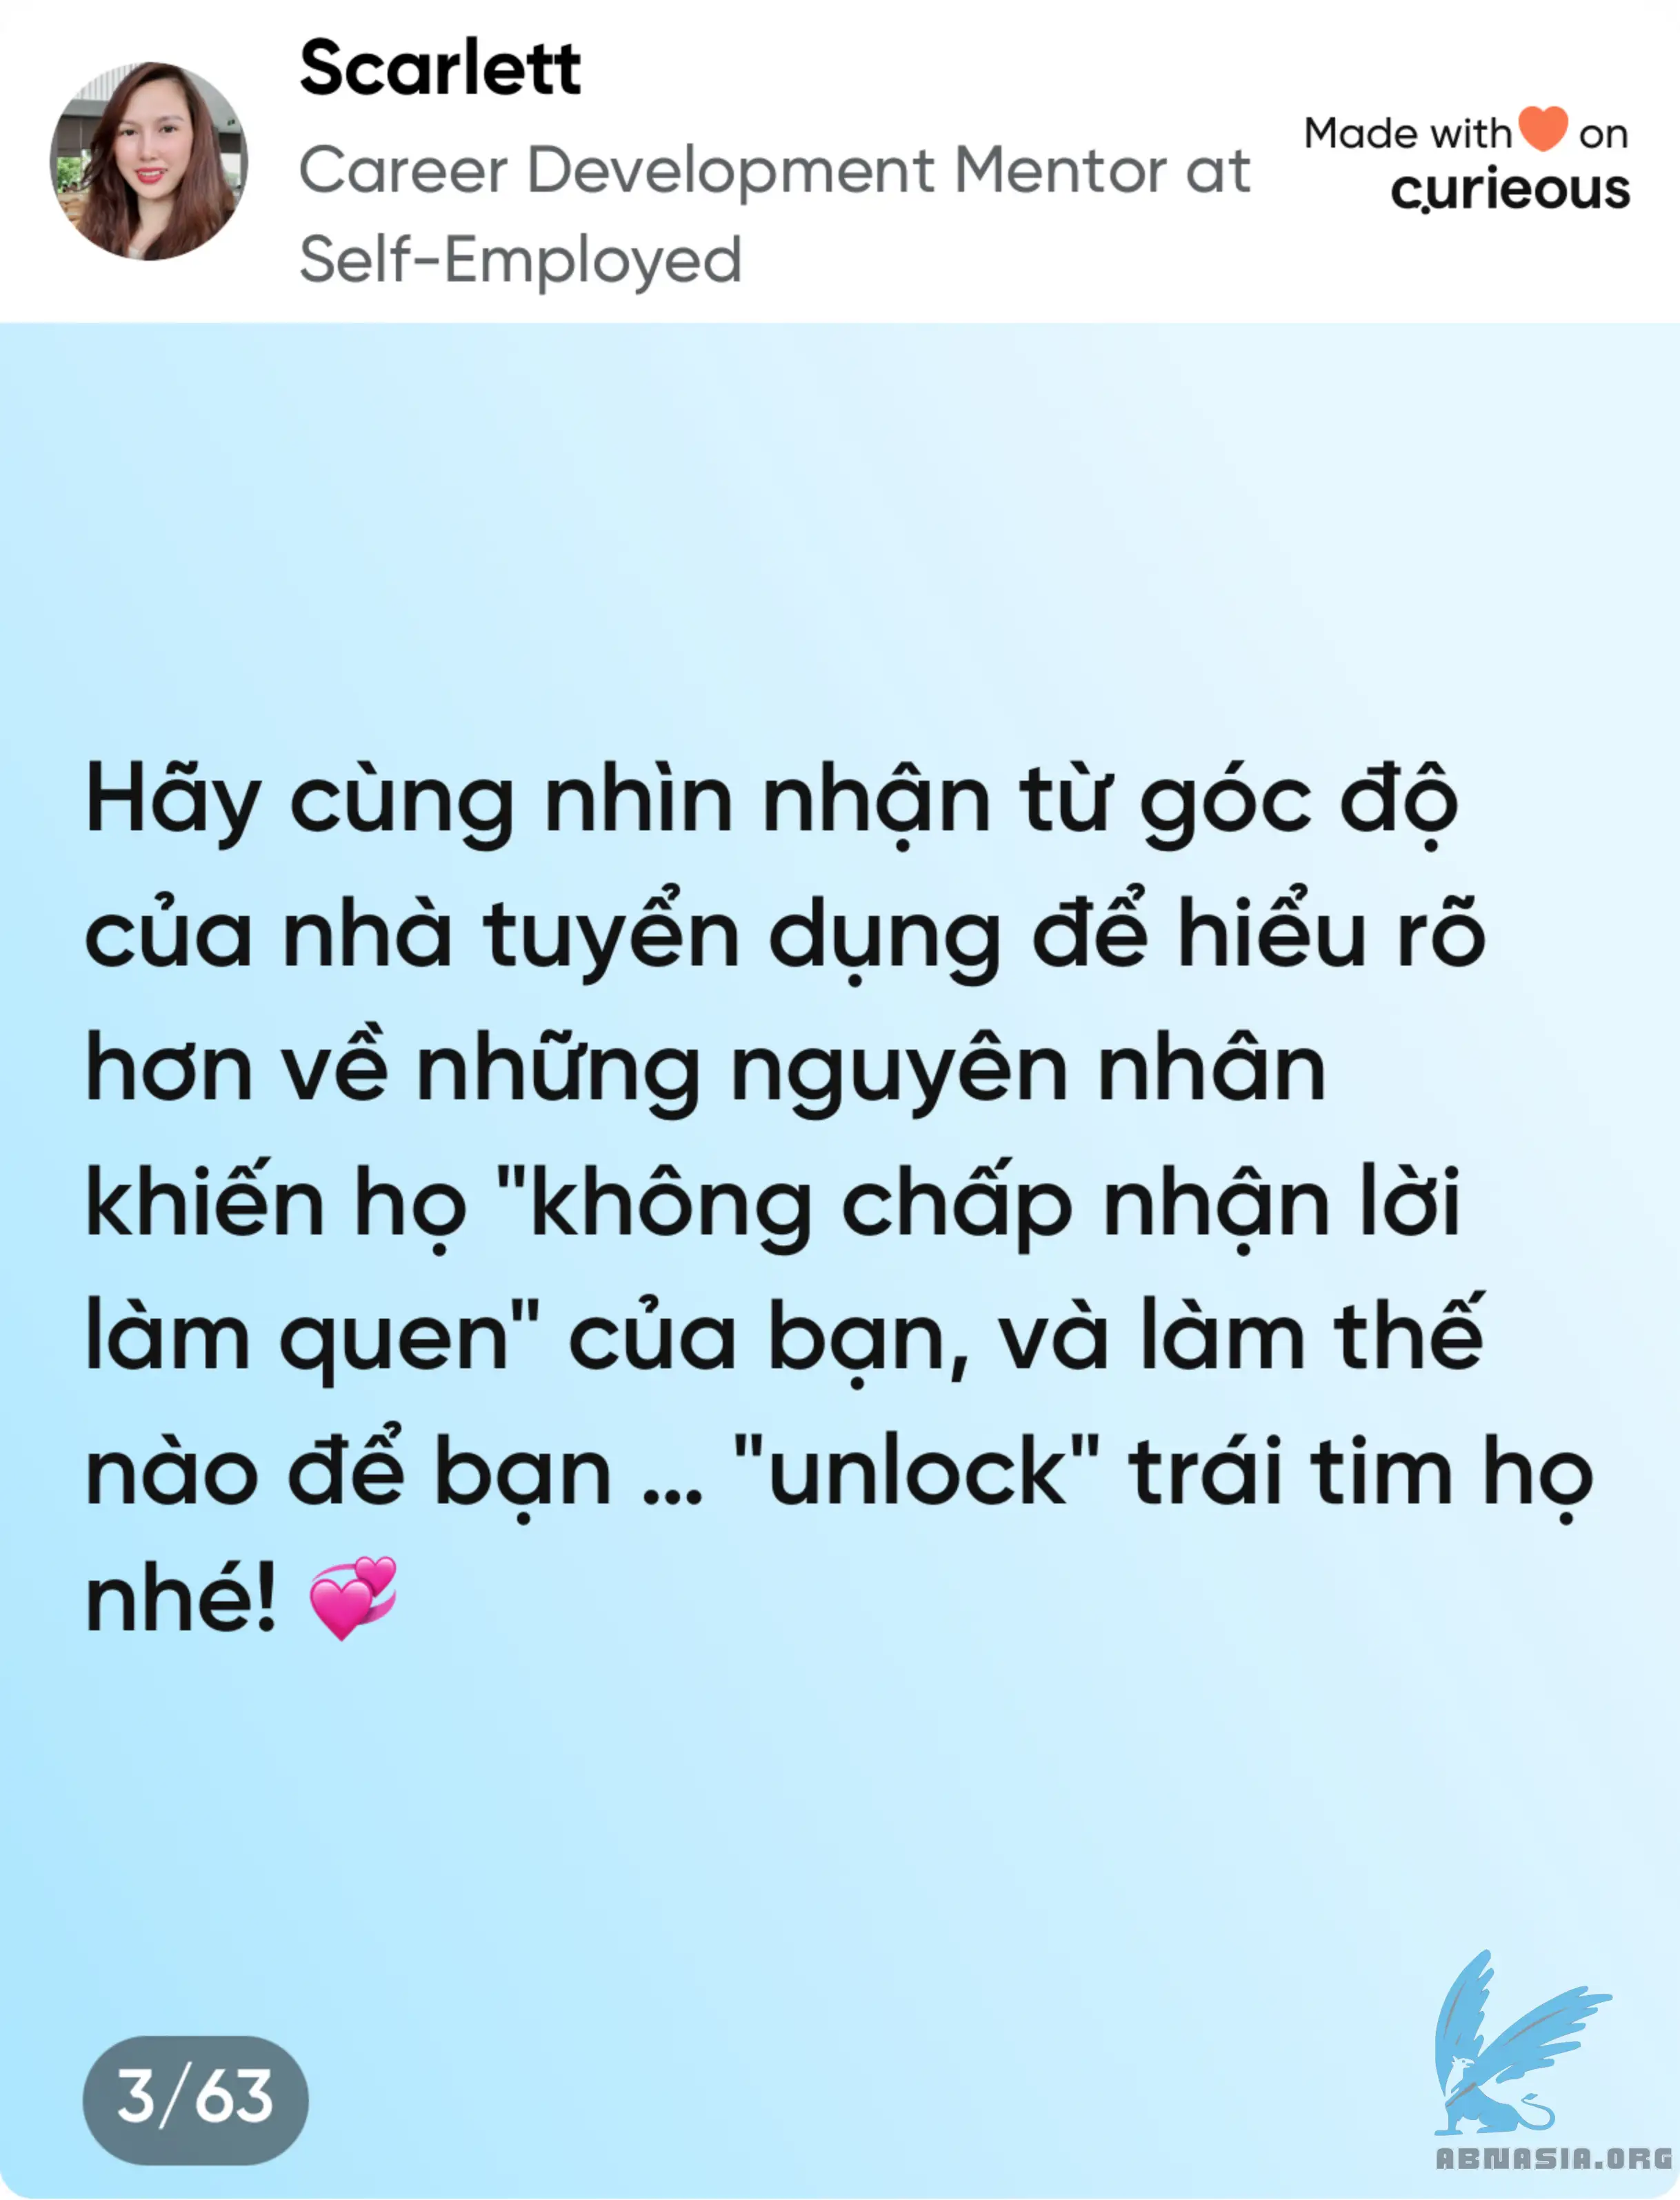 Scarlett
Career Development Mentor at
Self-Employed
Made with🧡 on
curieous
Hãy cùng nhìn nhận từ góc độ
của nhà tuyển dụng để hiểu rõ
hơn về những nguyên nhân
khiến họ "không chấp nhận lời
làm quen" của bạn, và làm thế
nào để bạn ... "unlock" trái tim họ
nhé! 💞
3/63
ABNASIA.ORG